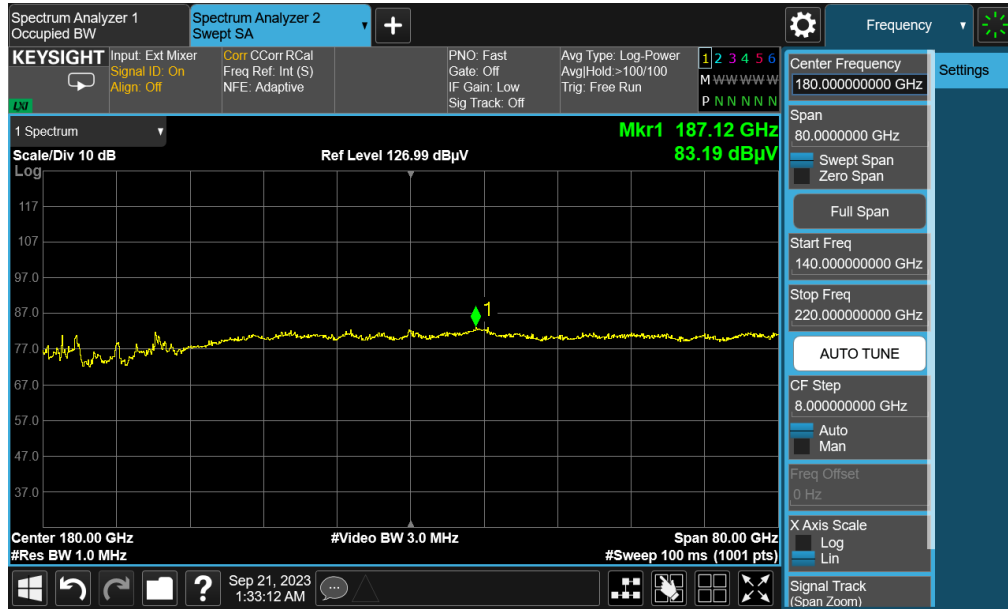 Spectrum Analyzer 1
Occupied BW
Spectrum Analyzer 2
Swept SA
Frequency
KEYSIGHT
LXI
Input: Ext Mixer
Signal ID: On
Align: Off
Corr CCorr RCal
Freq Ref: Int (S)
NFE: Adaptive
PNO: Fast
Gate: Off
IF Gain: Low
Sig Track: Off
Avg Type: Log-Power
Avg|Hold:>100/100
Trig: Free Run
1 2 3 4 5 6
M W W W W W
P N N N N N
1 Spectrum
Mkr1 187.12 GHz
83.19 dBµV
Scale/Div 10 dB
Ref Level 126.99 dBµV
Log
117
107
97.0
87.0
77.0
67.0
57.0
47.0
37.0
1
Center 180.00 GHz
#Video BW 3.0 MHz
Span 80.00 GHz
#Res BW 1.0 MHz
#Sweep 100 ms (1001 pts)
Sep 21, 2023
1:33:12 AM
Center Frequency
180.000000000 GHz
Span
80.0000000 GHz
Swept Span
Zero Span
Full Span
Start Freq
140.000000000 GHz
Stop Freq
220.000000000 GHz
AUTO TUNE
CF Step
8.000000000 GHz
Auto
Man
Freq Offset
0 Hz
X Axis Scale
Log
Lin
Signal Track
(Span Zoom)
Settings